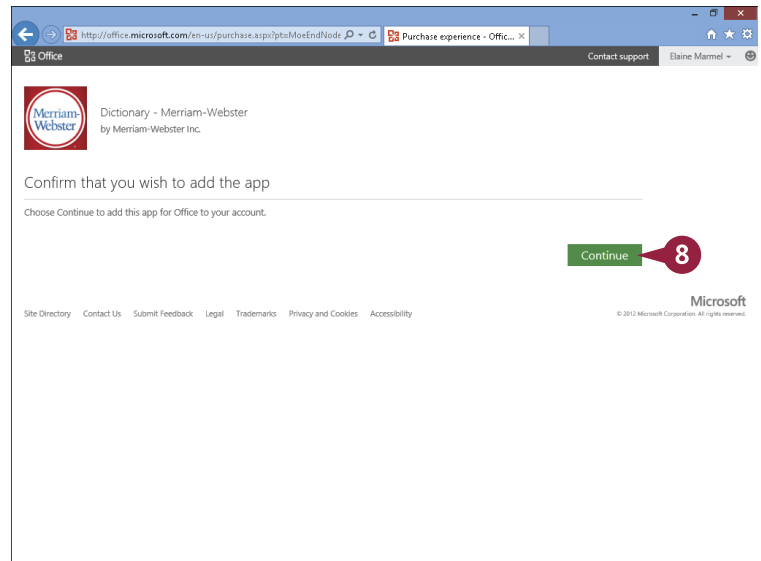 http://office.microsoft.com/en-us/purchase.aspx?pt=MoeEndNode
Purchase experience - Offic...
Office
Contact support
Elaine Marmel
Merriam-
Webster
Dictionary - Merriam-Webster
by Merriam-Webster Inc.
Confirm that you wish to add the app
Choose Continue to add this app for Office to your account.
Continue
8
Microsoft
Site Directory Contact Us Submit Feedback Legal Trademarks Privacy and Cookies Accessibility
© 2012 Microsoft Corporation. All rights reserved.